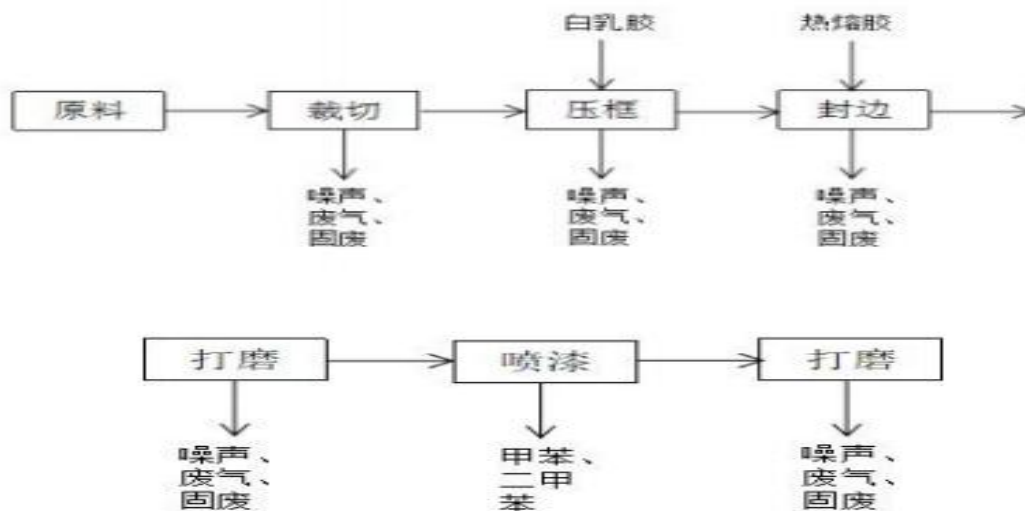 白乳胶 热熔胶
原料 裁切 压框 封边
噪声、 噪声、 噪声、
废气、 废气、 废气、
固废 固废 固废
打磨 喷漆 打磨
噪声、 甲苯、 噪声、
废气、 二甲 废气、
固废 苯 固废